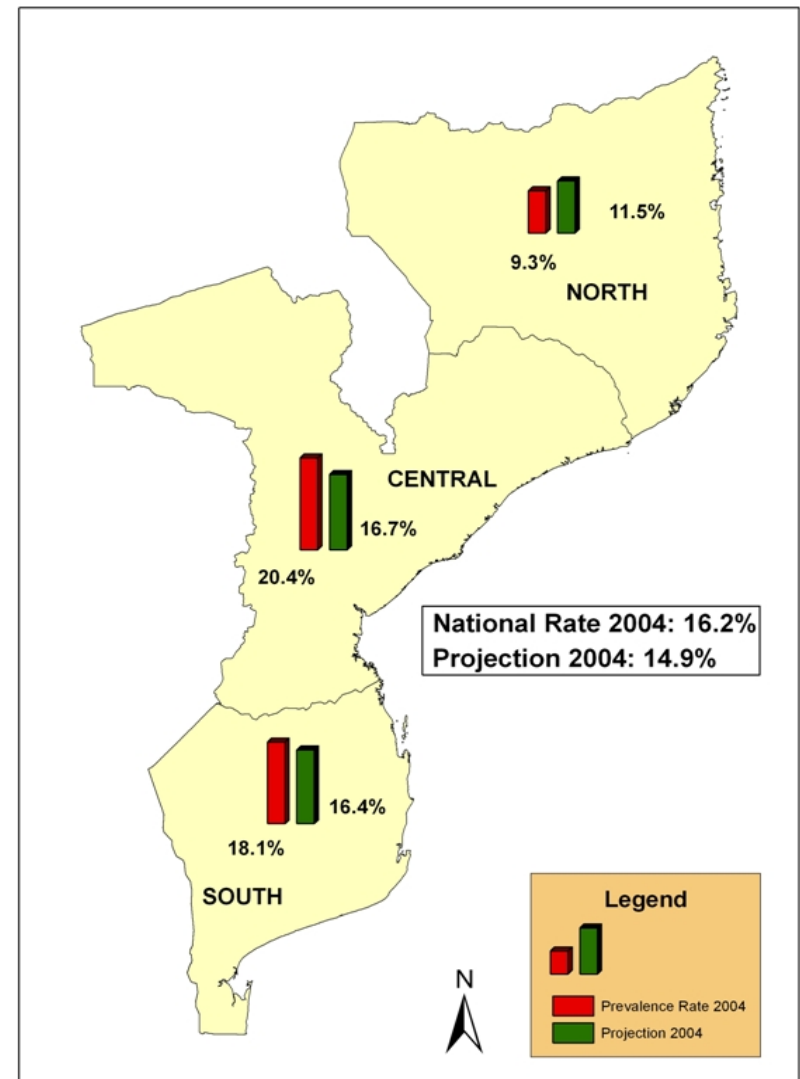 11.5%
9.3%
NORTH
CENTRAL
16.7%
20.4%
National Rate 2004: 16.2%
Projection 2004: 14.9%
16.4%
18.1%
SOUTH
Legend
N
Prevalence Rate 2004
Projection 2004